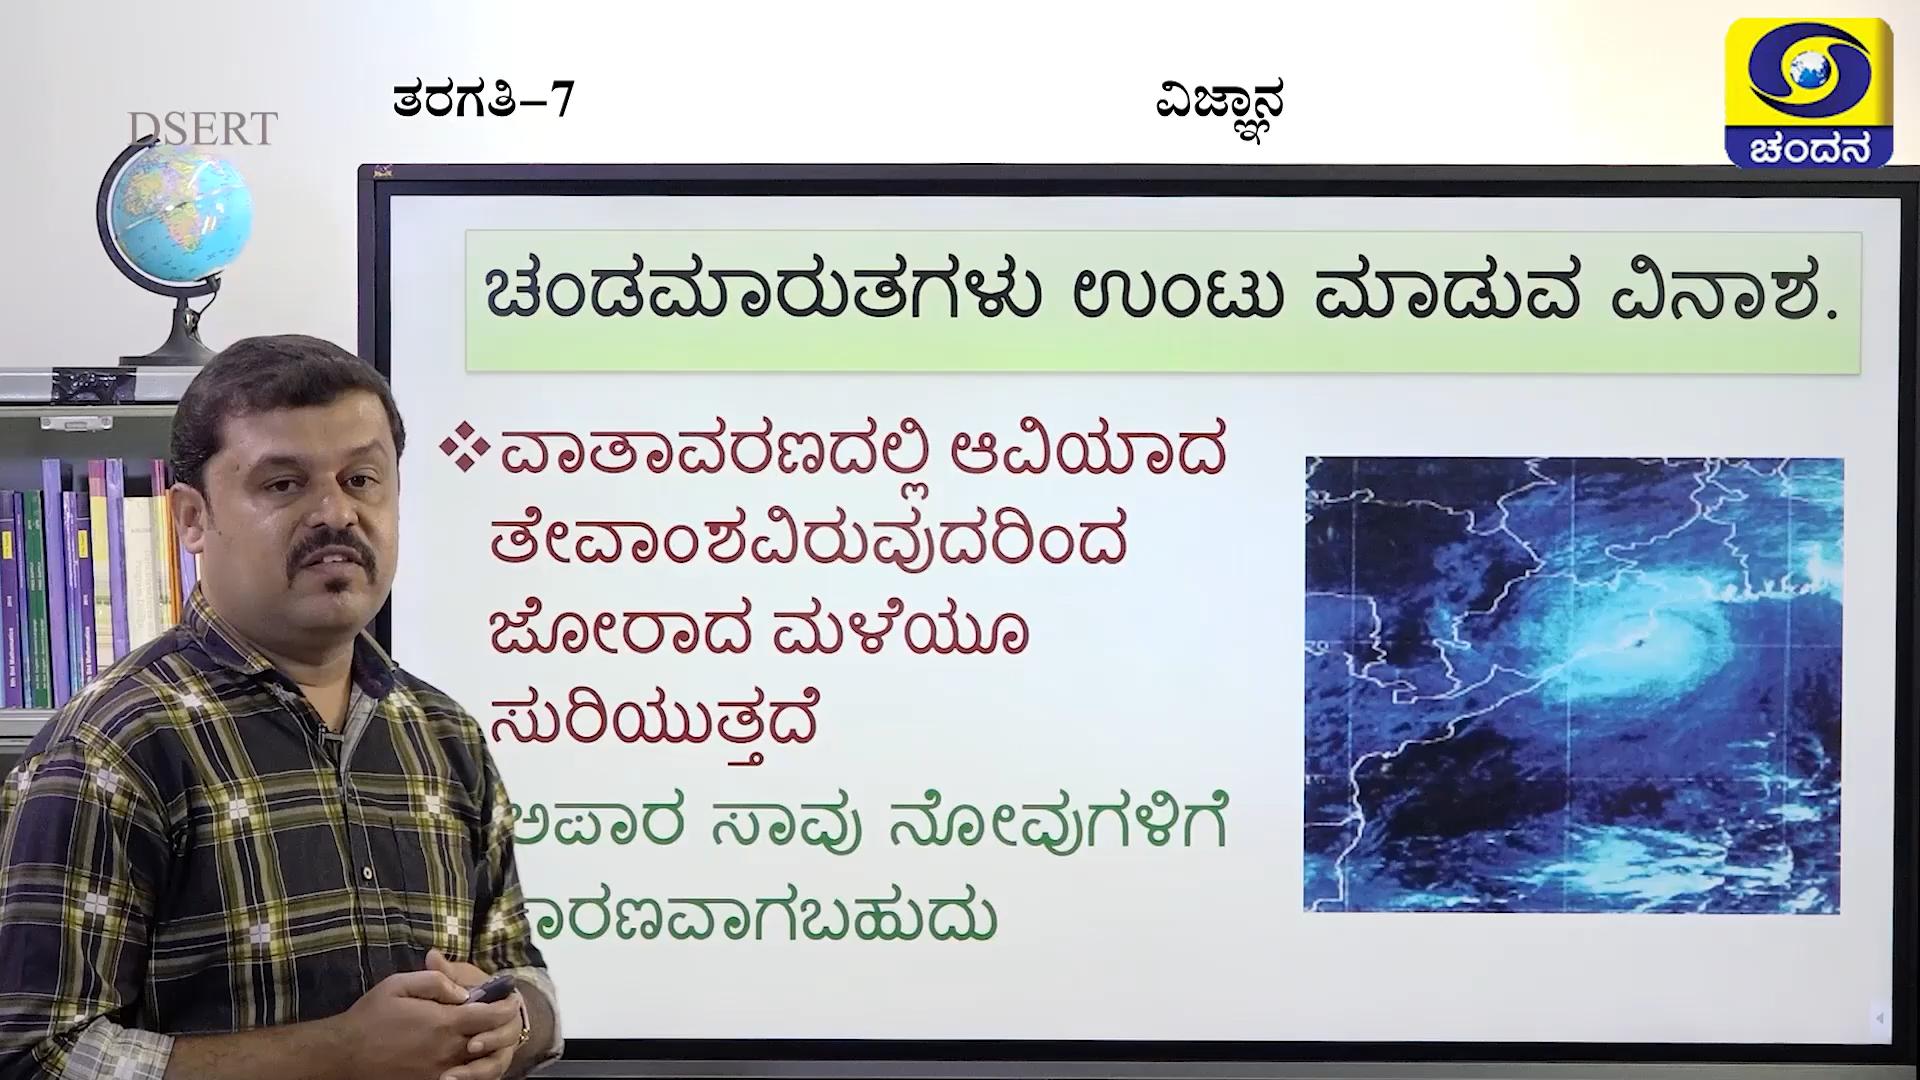 DSERT
ತರಗತಿ-7
ವಿಜ್ಞಾನ
ಚಂದನ
ಚಂಡಮಾರುತಗಳು ಉಂಟು ಮಾಡುವ ವಿನಾಶ.
❖ವಾತಾವರಣದಲ್ಲಿ ಆವಿಯಾದ
ತೇವಾಂಶವಿರುವುದರಿಂದ
ಜೋರಾದ ಮಳೆಯೂ
ಸುರಿಯುತ್ತದೆ
ಅಪಾರ ಸಾವು ನೋವುಗಳಿಗೆ
ಕಾರಣವಾಗಬಹುದು